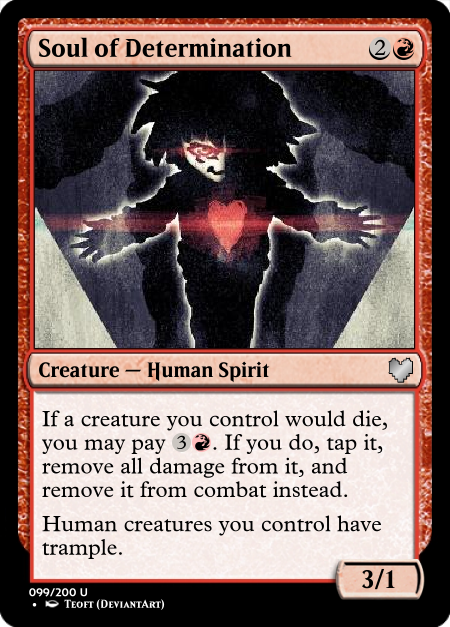 Soul of Determination 2
Creature — Human Spirit
If a creature you control would die,
you may pay 3. If you do, tap it,
remove all damage from it, and
remove it from combat instead.
Human creatures you control have
trample.
3/1
099/200 U
• Teoft (DeviantArt)